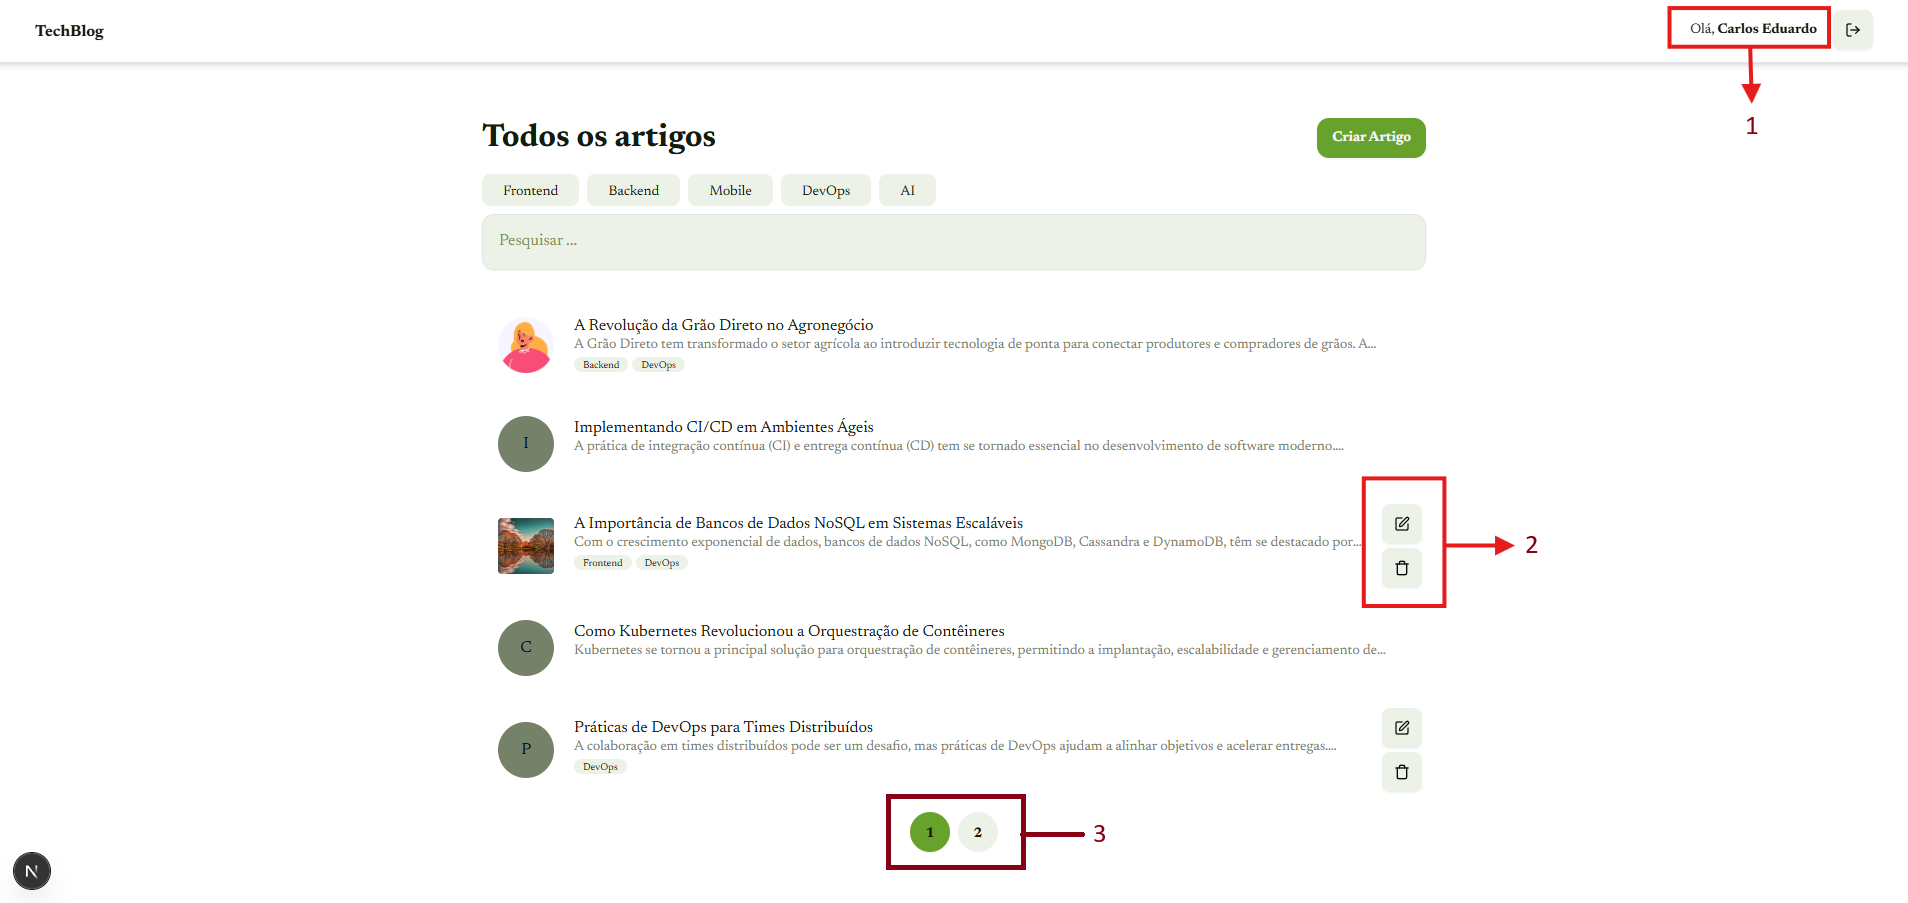 TechBlog
Olá, Carlos Eduardo
1
Todos os artigos
Criar Artigo
Frontend Backend Mobile DevOps AI
Pesquisar ...
A Revolução da Grão Direto no Agronegócio
A Grão Direto tem transformado o setor agrícola ao introduzir tecnologia de ponta para conectar produtores e compradores de grãos. A...
Backend DevOps
I
Implementando CI/CD em Ambientes Ágeis
A prática de integração contínua (CI) e entrega contínua (CD) tem se tornado essencial no desenvolvimento de software moderno....
A Importância de Bancos de Dados NoSQL em Sistemas Escaláveis
Com o crescimento exponencial de dados, bancos de dados NoSQL, como MongoDB, Cassandra e DynamoDB, têm se destacado por...
Frontend DevOps
2
C
Como Kubernetes Revolucionou a Orquestração de Contêineres
Kubernetes se tornou a principal solução para orquestração de contêineres, permitindo a implantação, escalabilidade e gerenciamento de...
P
Práticas de DevOps para Times Distribuídos
A colaboração em times distribuídos pode ser um desafio, mas práticas de DevOps ajudam a alinhar objetivos e acelerar entregas....
DevOps
1 2
3
N